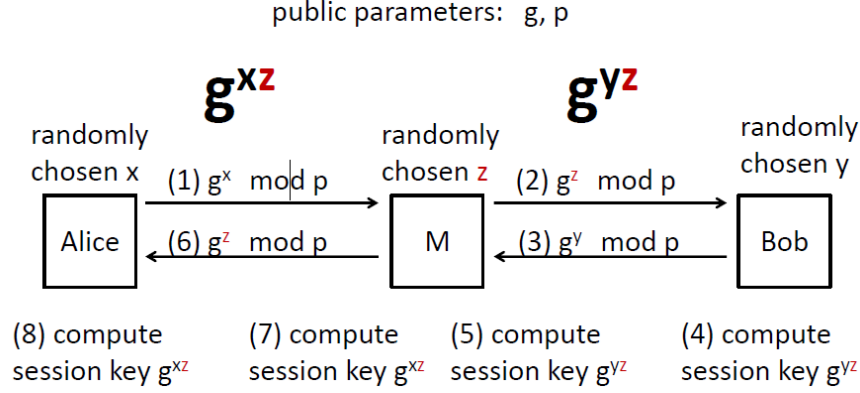 public parameters: g, p
g^xz g^yz
randomly chosen x
randomly chosen z
randomly chosen y
(1) g^x mod p
(2) g^z mod p
Alice
M
Bob
(6) g^z mod p
(3) g^y mod p
(8) compute
session key g^xz
(7) compute
session key g^xz
(5) compute
session key g^yz
(4) compute
session key g^yz